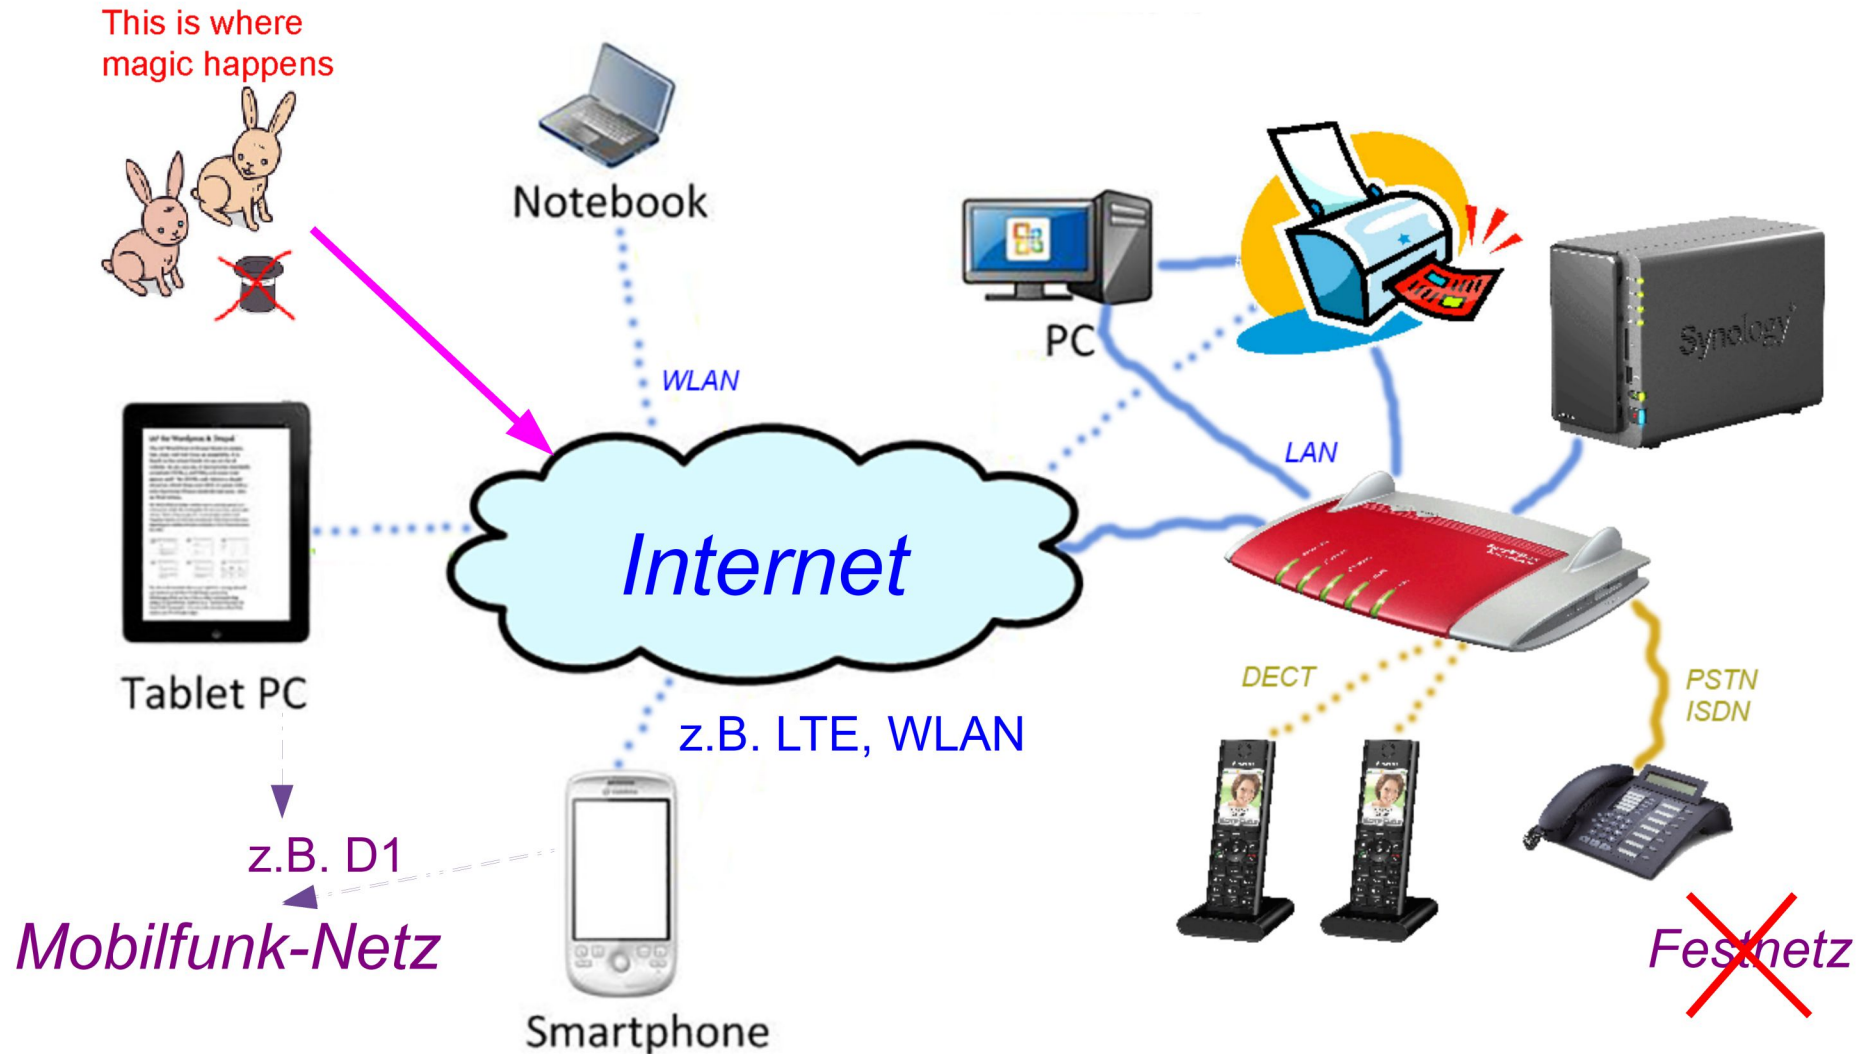 This is where
magic happens
Notebook
WLAN
PC
LAN
Synology
Internet
Tablet PC
z.B. LTE, WLAN
DECT
PSTN
ISDN
z.B. D1
Mobilfunk-Netz
Festnetz
Smartphone